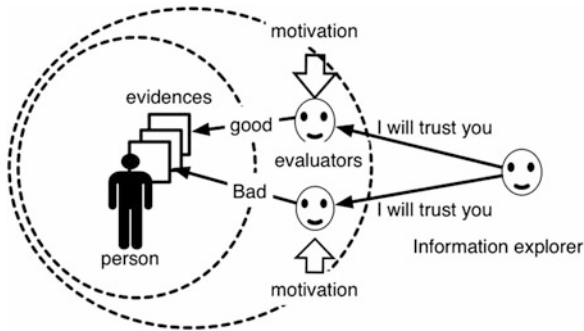 motivation
evidences
good
I will trust you
evaluators
Bad
I will trust you
person
Information explorer
motivation